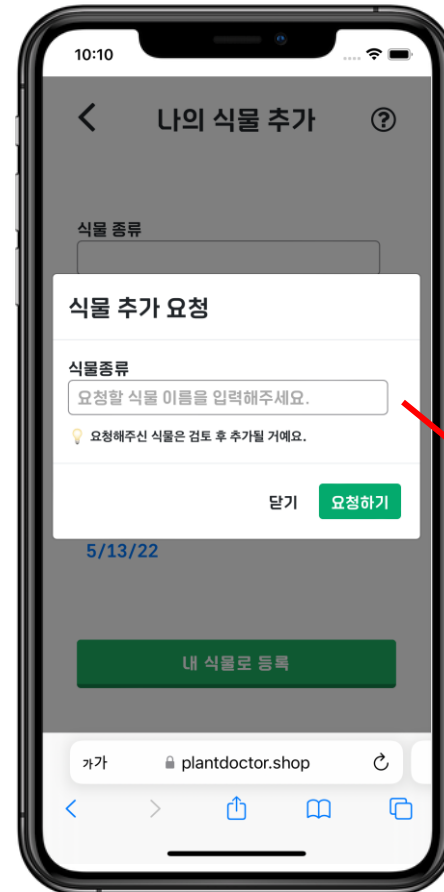 10:10
나의 식물 추가
식물 종류
식물 추가 요청
식물종류
요청할 식물 이름을 입력해주세요.
요청해주신 식물은 검토 후 추가될 거예요.
닫기 요청하기
5/13/22
내 식물로 등록
가가 plantdoctor.shop